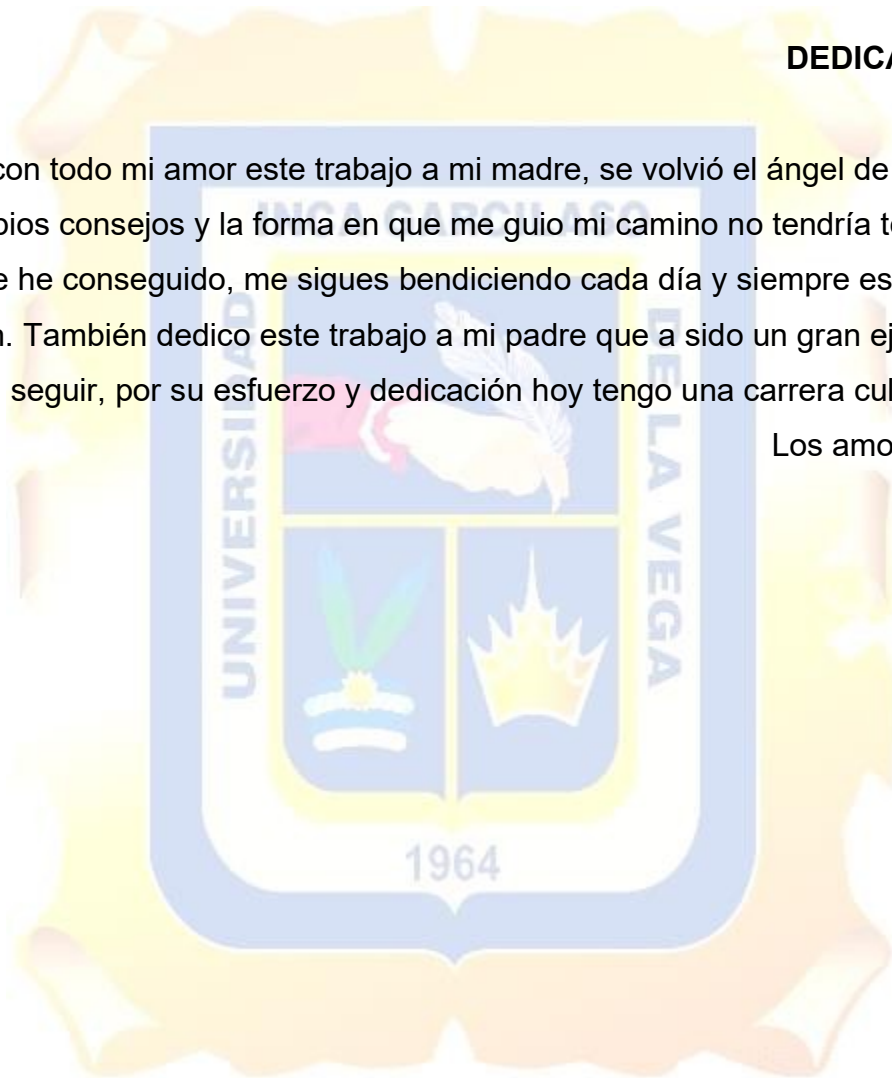 DEDICA
con todo mi amor este trabajo a mi madre, se volvió el ángel de
bios consejos y la forma en que me guio mi camino no tendría t
e he conseguido, me sigues bendiciendo cada día y siempre es
. También dedico este trabajo a mi padre que a sido un gran ej
seguir, por su esfuerzo y dedicación hoy tengo una carrera cul
Los amo
UNIVERSIDAD
INCA GARCILASO
DE LA VEGA
1964